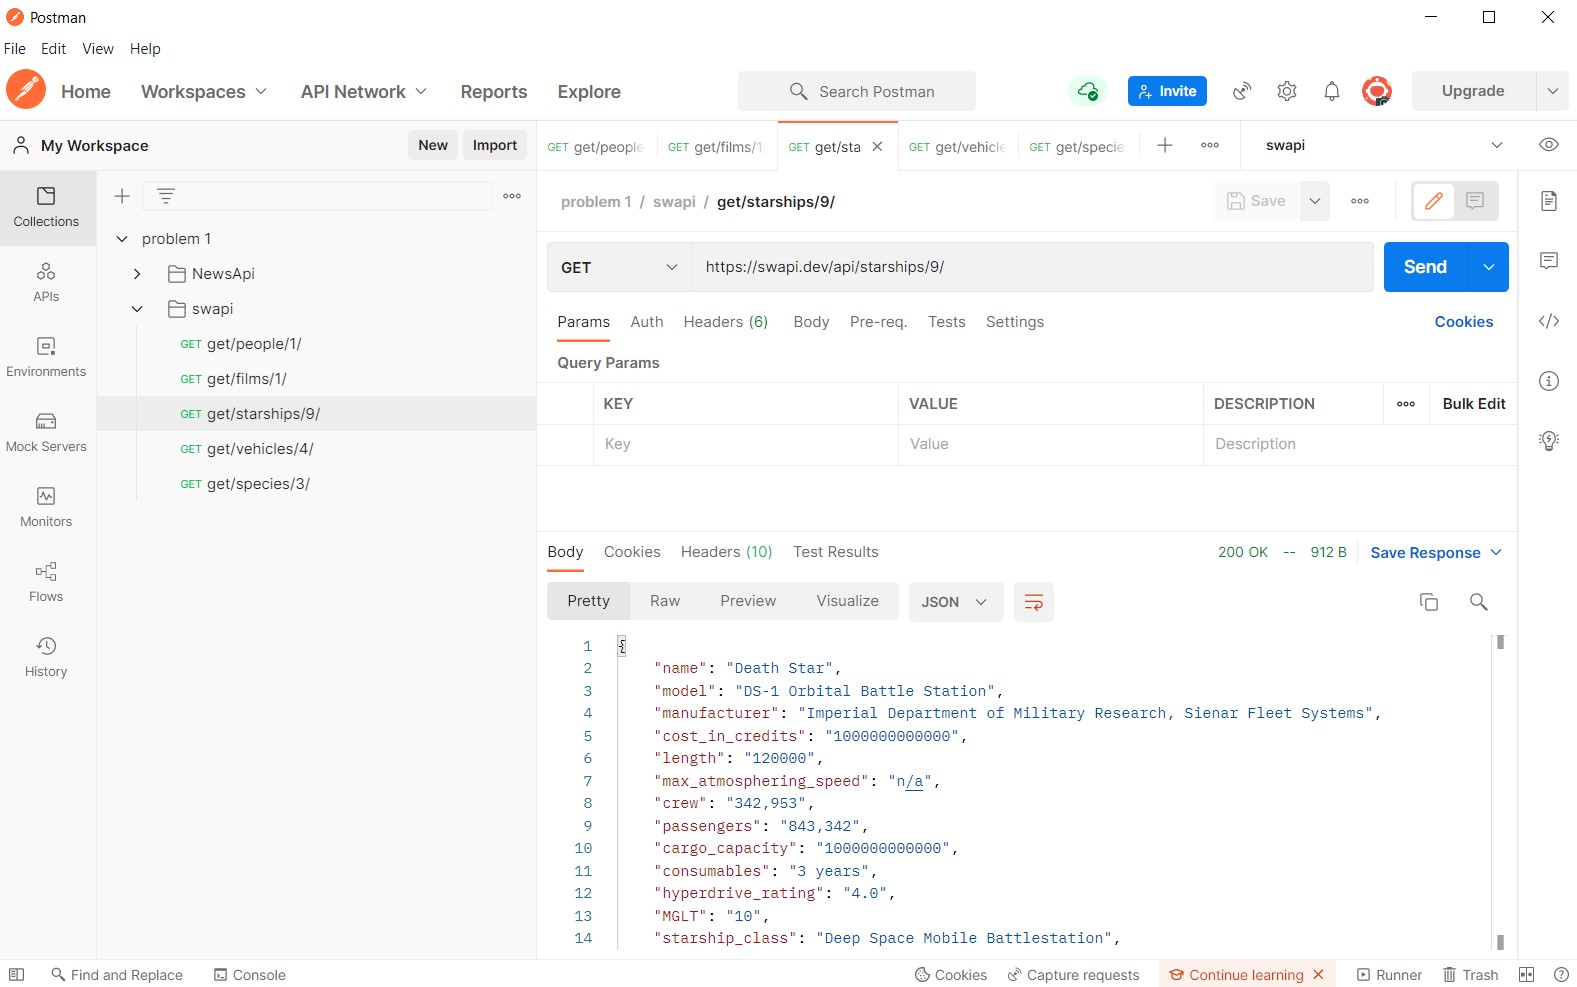 Postman
File Edit View Help
Home Workspaces API Network Reports Explore Search Postman Invite Upgrade
My Workspace New Import
GET get/people GET get/films/1 GET get/sta GET get/vehicle GET get/specie swapi
Collections
APIs
Environments
Mock Servers
Monitors
Flows
History
problem 1
NewsApi
swapi
GET get/people/1/
GET get/films/1/
GET get/starships/9/
GET get/vehicles/4/
GET get/species/3/
problem 1 / swapi / get/starships/9/ Save
GET https://swapi.dev/api/starships/9/ Send
Params Auth Headers (6) Body Pre-req. Tests Settings Cookies
Query Params
KEY VALUE DESCRIPTION Bulk Edit
Key Value Description
Body Cookies Headers (10) Test Results 200 OK -- 912 B Save Response
Pretty Raw Preview Visualize JSON
1 {
2 "name": "Death Star",
3 "model": "DS-1 Orbital Battle Station",
4 "manufacturer": "Imperial Department of Military Research, Sienar Fleet Systems",
5 "cost_in_credits": "1000000000000",
6 "length": "120000",
7 "max_atmosphering_speed": "n/a",
8 "crew": "342,953",
9 "passengers": "843,342",
10 "cargo_capacity": "1000000000000",
11 "consumables": "3 years",
12 "hyperdrive_rating": "4.0",
13 "MGLT": "10",
14 "starship_class": "Deep Space Mobile Battlestation",
Find and Replace Console Cookies Capture requests Continue learning Runner Trash